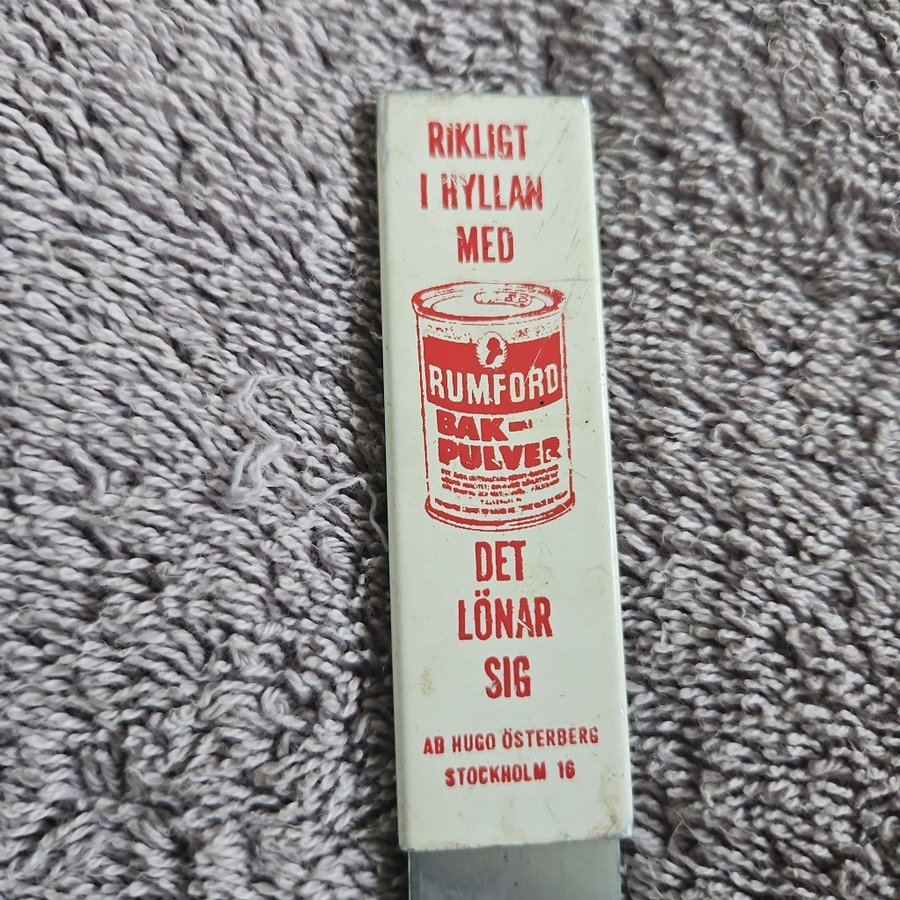 RIKLIGT
I HYLLAN
MED
RUMFORD
BAK-
PULVER
DET
LÖNAR
SIG
AB HUGO ÖSTERBERG
STOCKHOLM 16